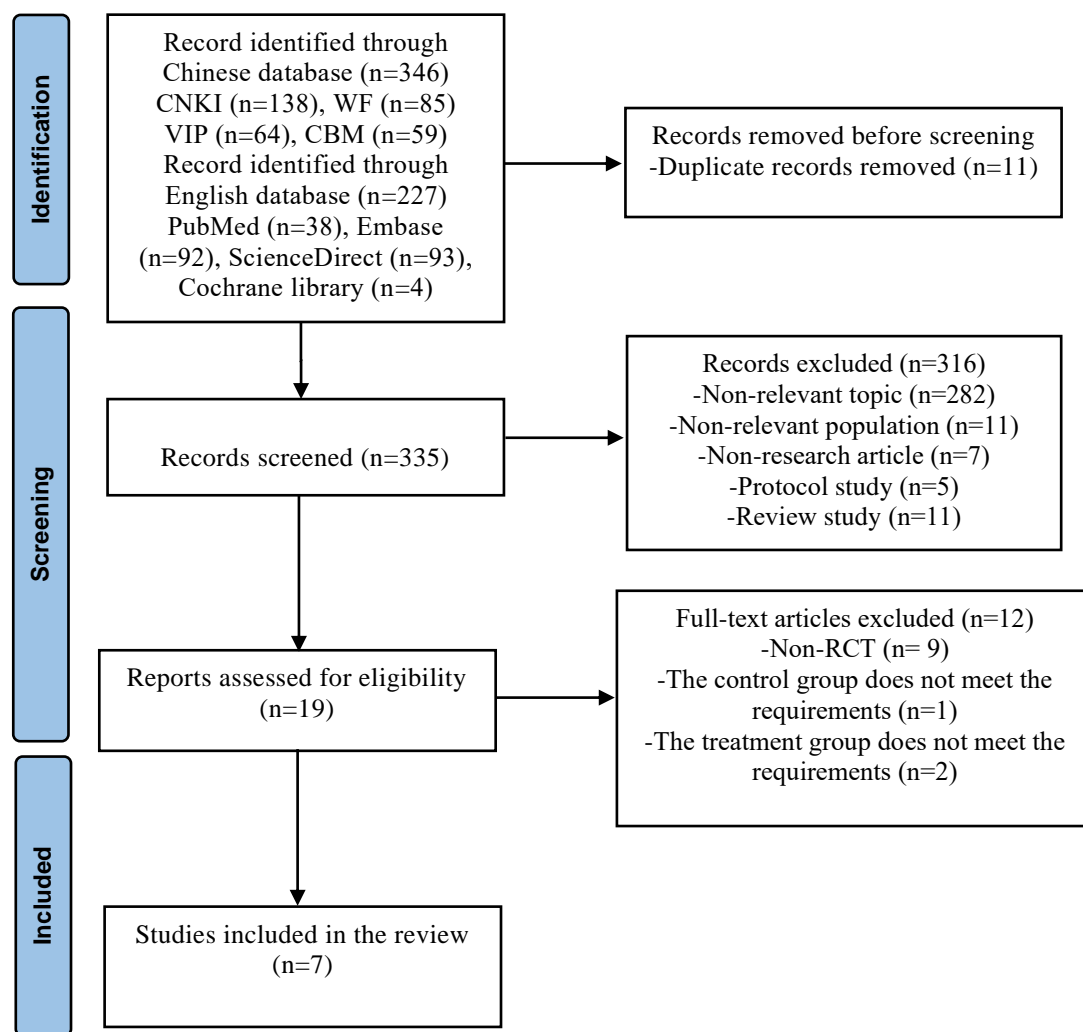 Identification
Record identified through
Chinese database (n=346)
CNKI (n=138), WF (n=85)
VIP (n=64), CBM (n=59)
Record identified through
English database (n=227)
PubMed (n=38), Embase
(n=92), ScienceDirect (n=93),
Cochrane library (n=4)
Records removed before screening
-Duplicate records removed (n=11)
Screening
Records screened (n=335)
Records excluded (n=316)
-Non-relevant topic (n=282)
-Non-relevant population (n=11)
-Non-research article (n=7)
-Protocol study (n=5)
-Review study (n=11)
Reports assessed for eligibility
(n=19)
Full-text articles excluded (n=12)
-Non-RCT (n= 9)
-The control group does not meet the
requirements (n=1)
-The treatment group does not meet the
requirements (n=2)
Included
Studies included in the review
(n=7)